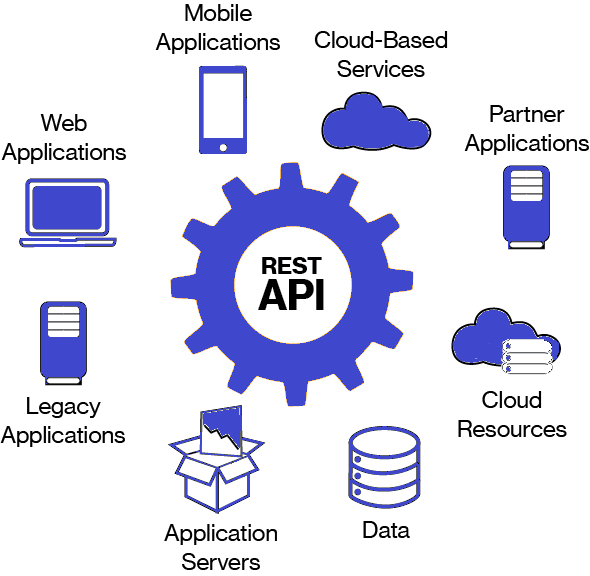 Mobile
Applications
Cloud-Based
Services
Partner
Applications
Web
Applications
REST
API
Legacy
Applications
Cloud
Resources
Application
Servers
Data